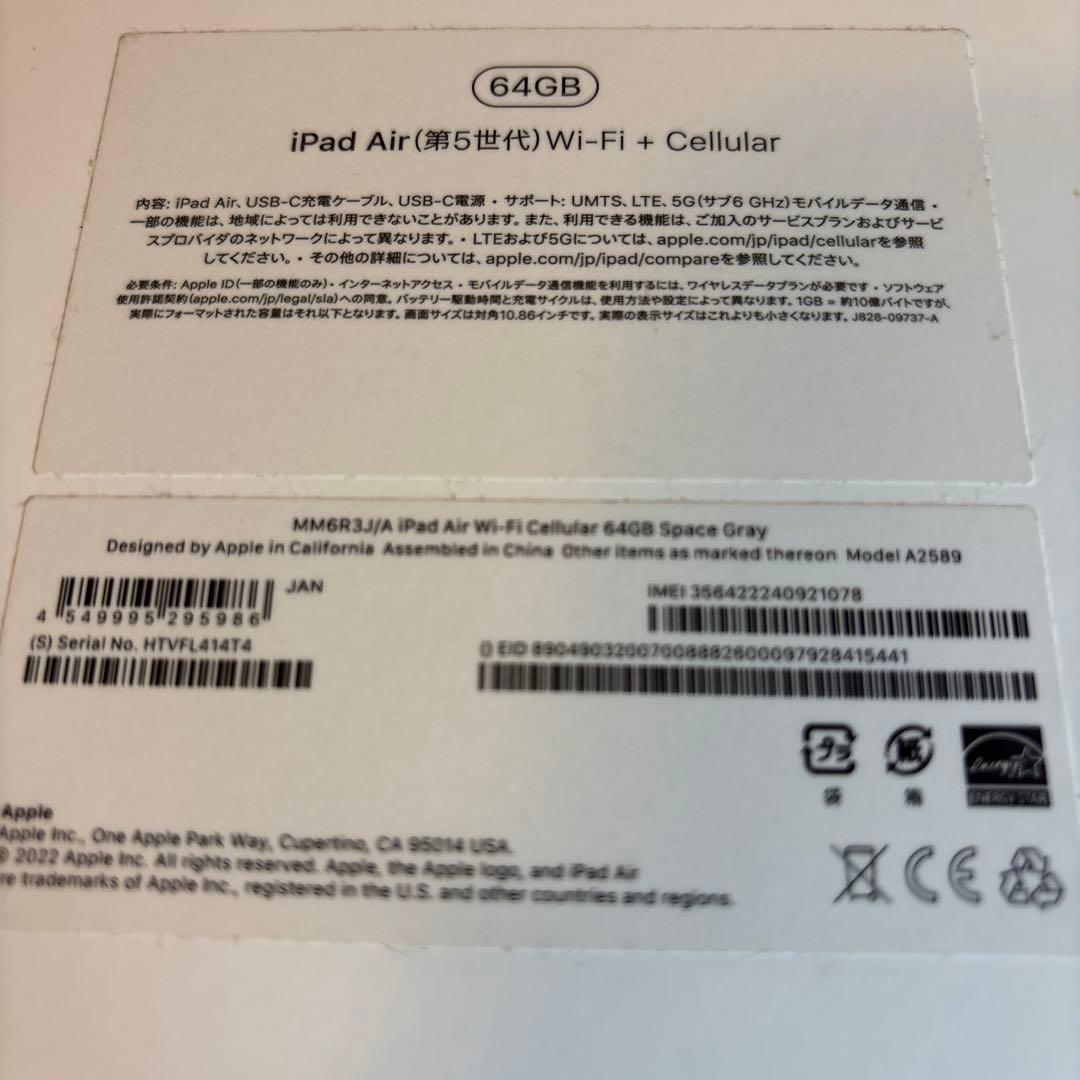 64GB
iPad Air(第5世代)Wi-Fi + Cellular
内容: iPad Air、USB-C充電ケーブル、USB-C電源・サポート: UMTS、LTE、5G(サブ6 GHz)モバイルデータ通信・
一部の機能は、地域によっては利用できないことがあります。また、利用できる機能は、ご加入のサービスプランおよびサービ
スプロバイダのネットワークによって異なります。・LTEおよび5Gについては、apple.com/jp/ipad/cellularを参照
してください。・その他の詳細については、apple.com/jp/ipad/compareを参照してください。
必要条件: Apple ID(一部の機能のみ)・インターネットアクセス・モバイルデータ通信機能を利用するには、ワイヤレスデータプランが必要です・ソフトウェア
使用許諾契約(apple.com/jp/legal/sla)への同意。バッテリー駆動時間と充電サイクルは、使用方法や設定によって異なります。1GB = 約10億バイトですが、
実際にフォーマットされた容量はそれ以下となります。画面サイズは対角10.86インチです。実際の表示サイズはこれよりも小さくなります。J826-09737-A
MM6R3J/A iPad Air Wi-Fi Cellular 64GB Space Gray
Designed by Apple in California Assembled in China Other items as marked thereon Model A2589
JAN
4 549995 295986
(S) Serial No. HTVFL414T4
IMEI 356422240921078
() EID 89049032007008882600097928415441
プラ
紙
袋
箱
energy
ENERGY STAR
Apple
Apple Inc., One Apple Park Way, Cupertino, CA 95014 USA.
© 2022 Apple Inc. All rights reserved. Apple, the Apple logo, and iPad Air
re trademarks of Apple Inc., registered in the U.S. and other countries and regions.
CE